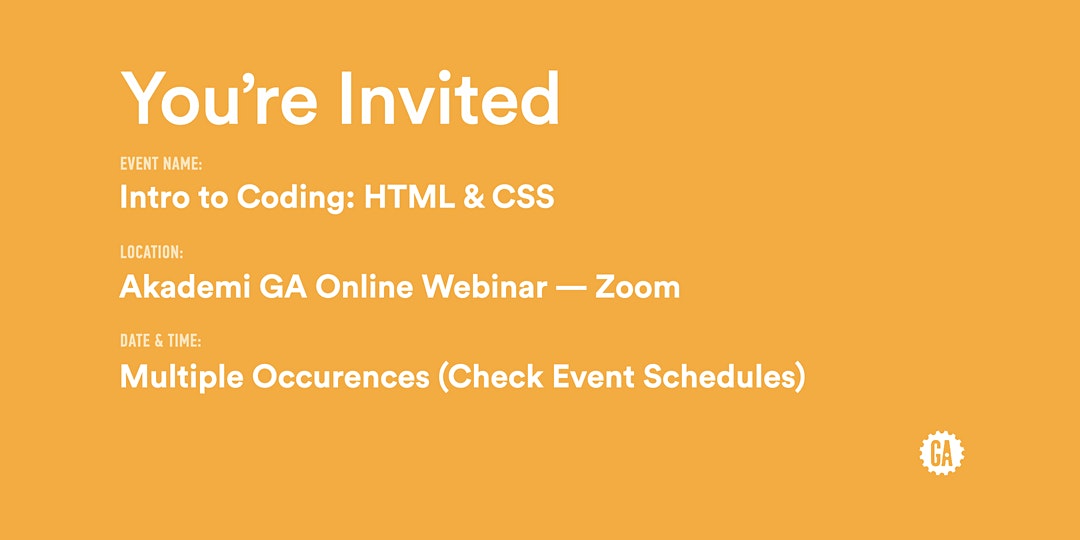 You’re Invited
EVENT NAME:
Intro to Coding: HTML & CSS
LOCATION:
Akademi GA Online Webinar — Zoom
DATE & TIME:
Multiple Occurences (Check Event Schedules)
GA